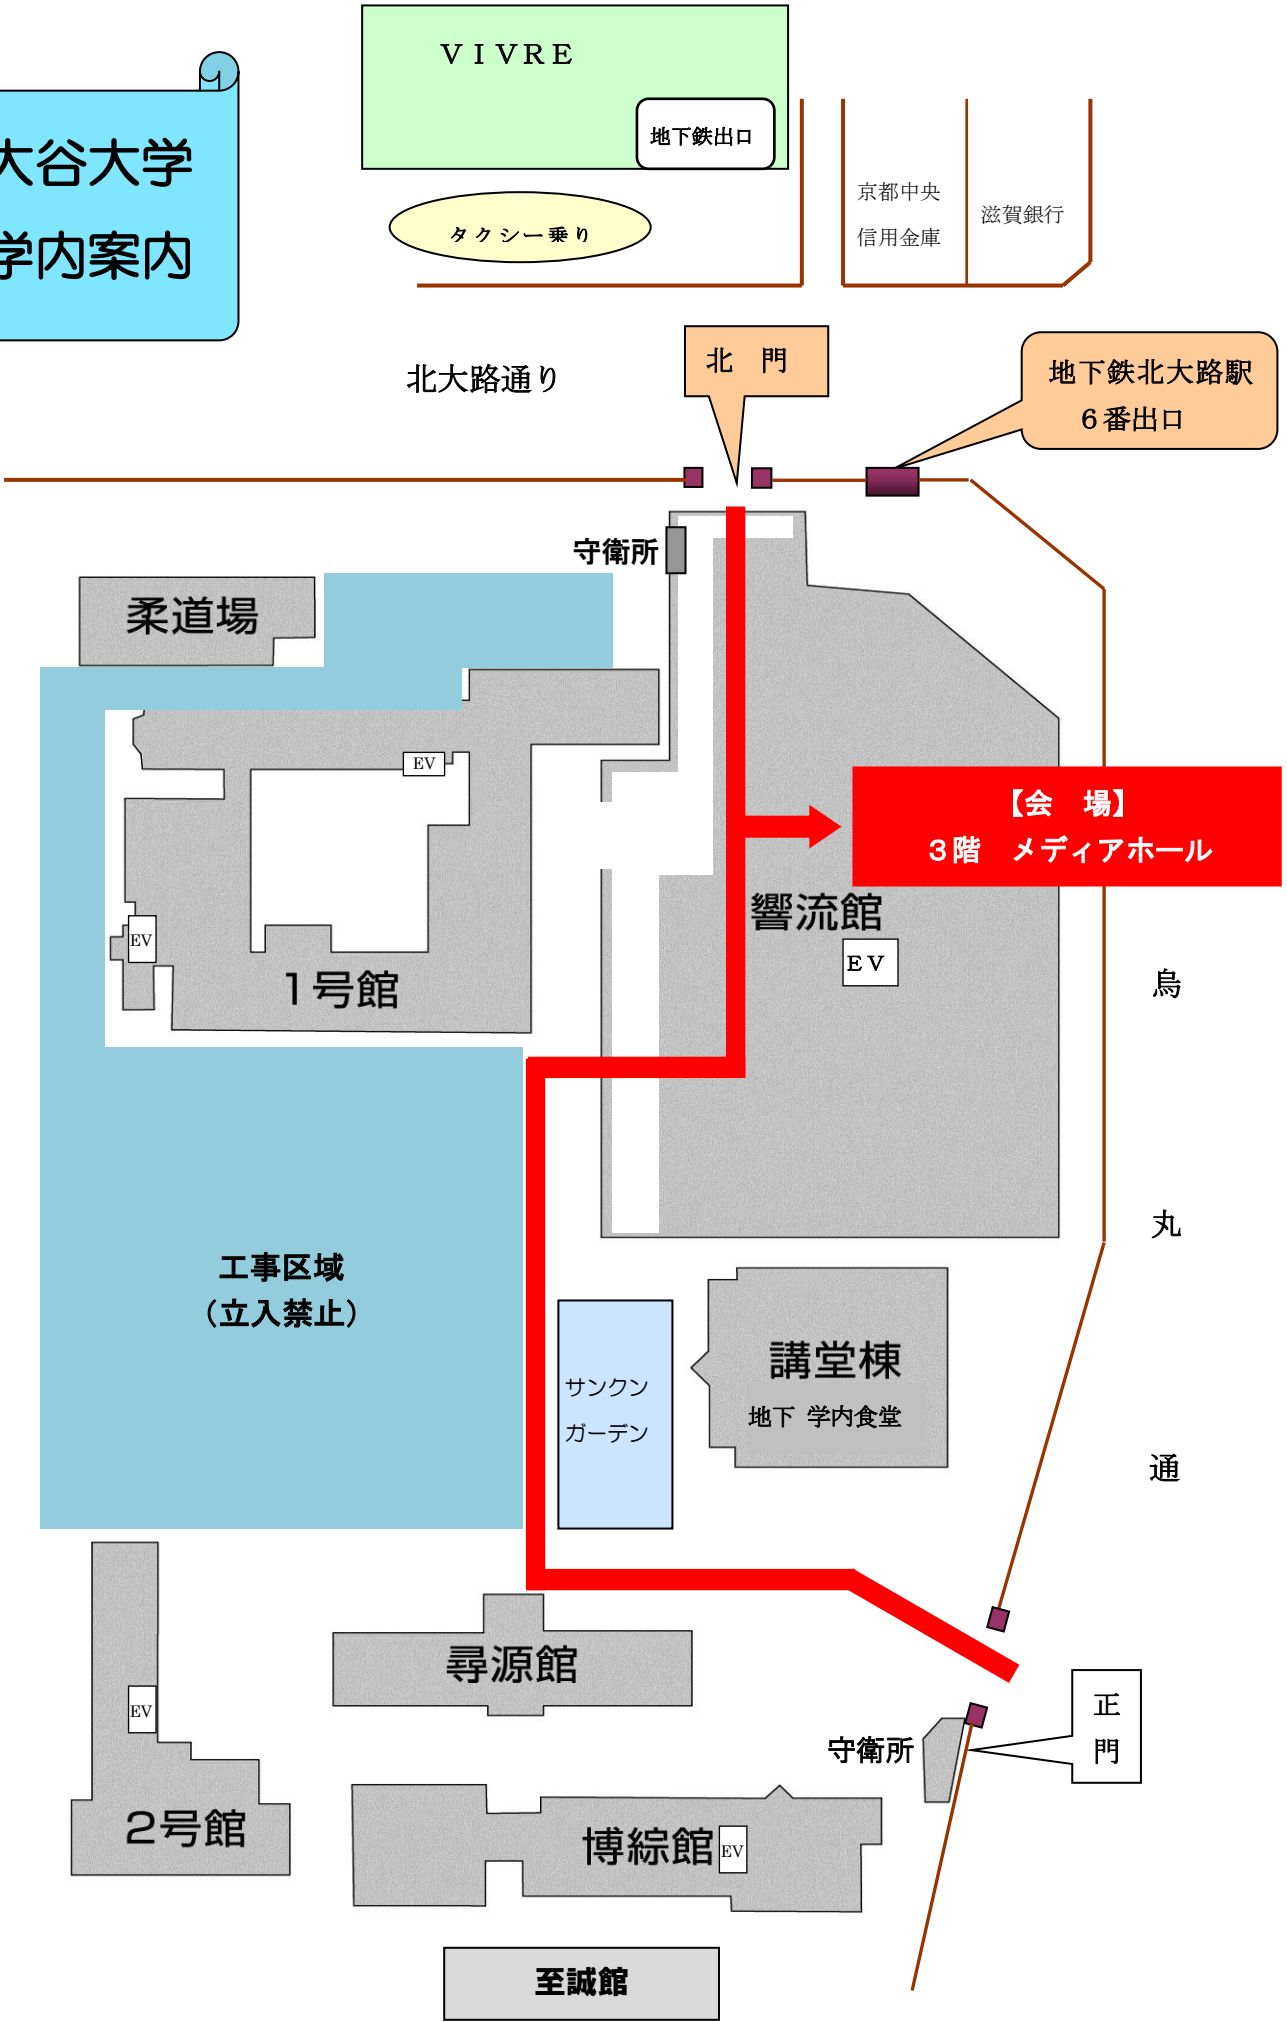 ＶＩＶＲＥ
地下鉄出口
大谷大学
学内案内
タクシー乗り
京都中央
信用金庫
滋賀銀行
北大路通り
北　門
地下鉄北大路駅
６番出口
守衛所
柔道場
EV
【会　場】
３階　メディアホール
響流館
ＥＶ
EV
1号館
烏
丸
通
工事区域
（立入禁止）
サンクン
ガーデン
講堂棟
地下 学内食堂
尋源館
EV
2号館
正
門
守衛所
博綜館
EV
至誠館